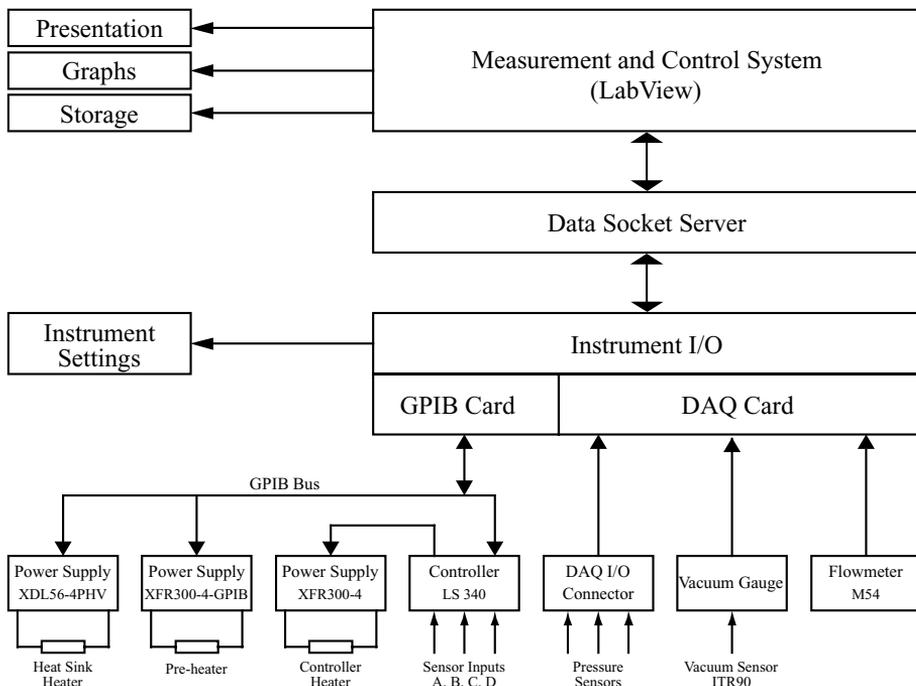 Presentation
Graphs
Storage
Measurement and Control System
(LabView)
Data Socket Server
Instrument
Settings
Instrument I/O
GPIB Card
DAQ Card
GPIB Bus
Power Supply
XDL56-4PHV
Power Supply
XFR300-4-GPIB
Power Supply
XFR300-4
Controller
LS 340
DAQ I/O
Connector
Vacuum Gauge
Flowmeter
M54
Heat Sink
Heater
Pre-heater
Controller
Heater
Sensor Inputs
A, B, C, D
Pressure
Sensors
Vacuum Sensor
ITR90